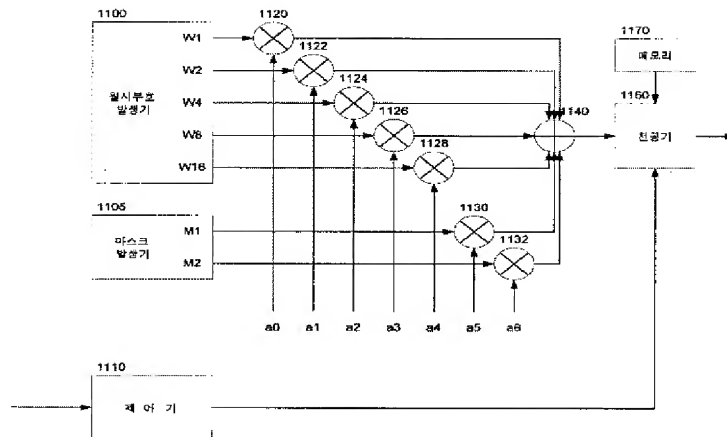 1100
W1
W2
W4
W8
W16
월시부호
발생기
1105
마스크
발생기
M1
M2
1110
제 어 기
1120
1122
1124
1126
1128
1130
1132
1140
1170
메모리
1160
천공기
a0
a1
a2
a3
a4
a5
a6